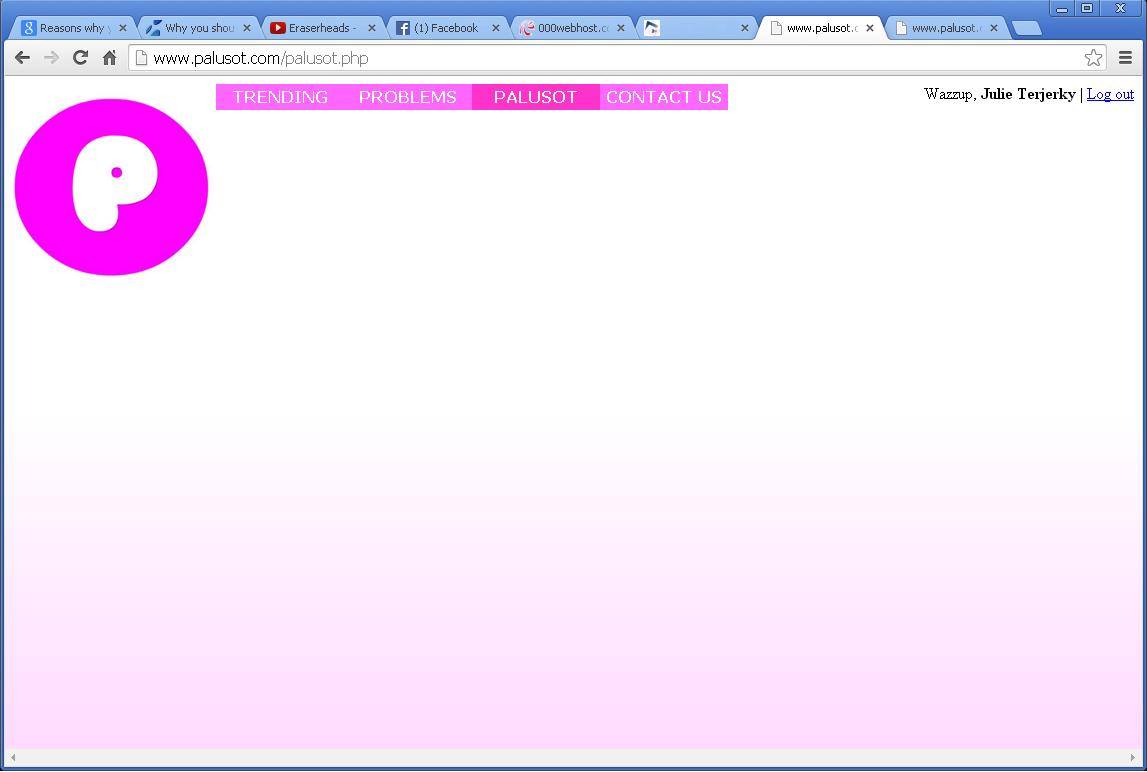 Reasons why Why you shou Eraserheads - (1) Facebook 000webhost.co www.palusot.c www.palusot.c
www.palusot.com/palusot.php
TRENDING PROBLEMS PALUSOT CONTACT US Wazzup, Julie Terjerky | Log out
P